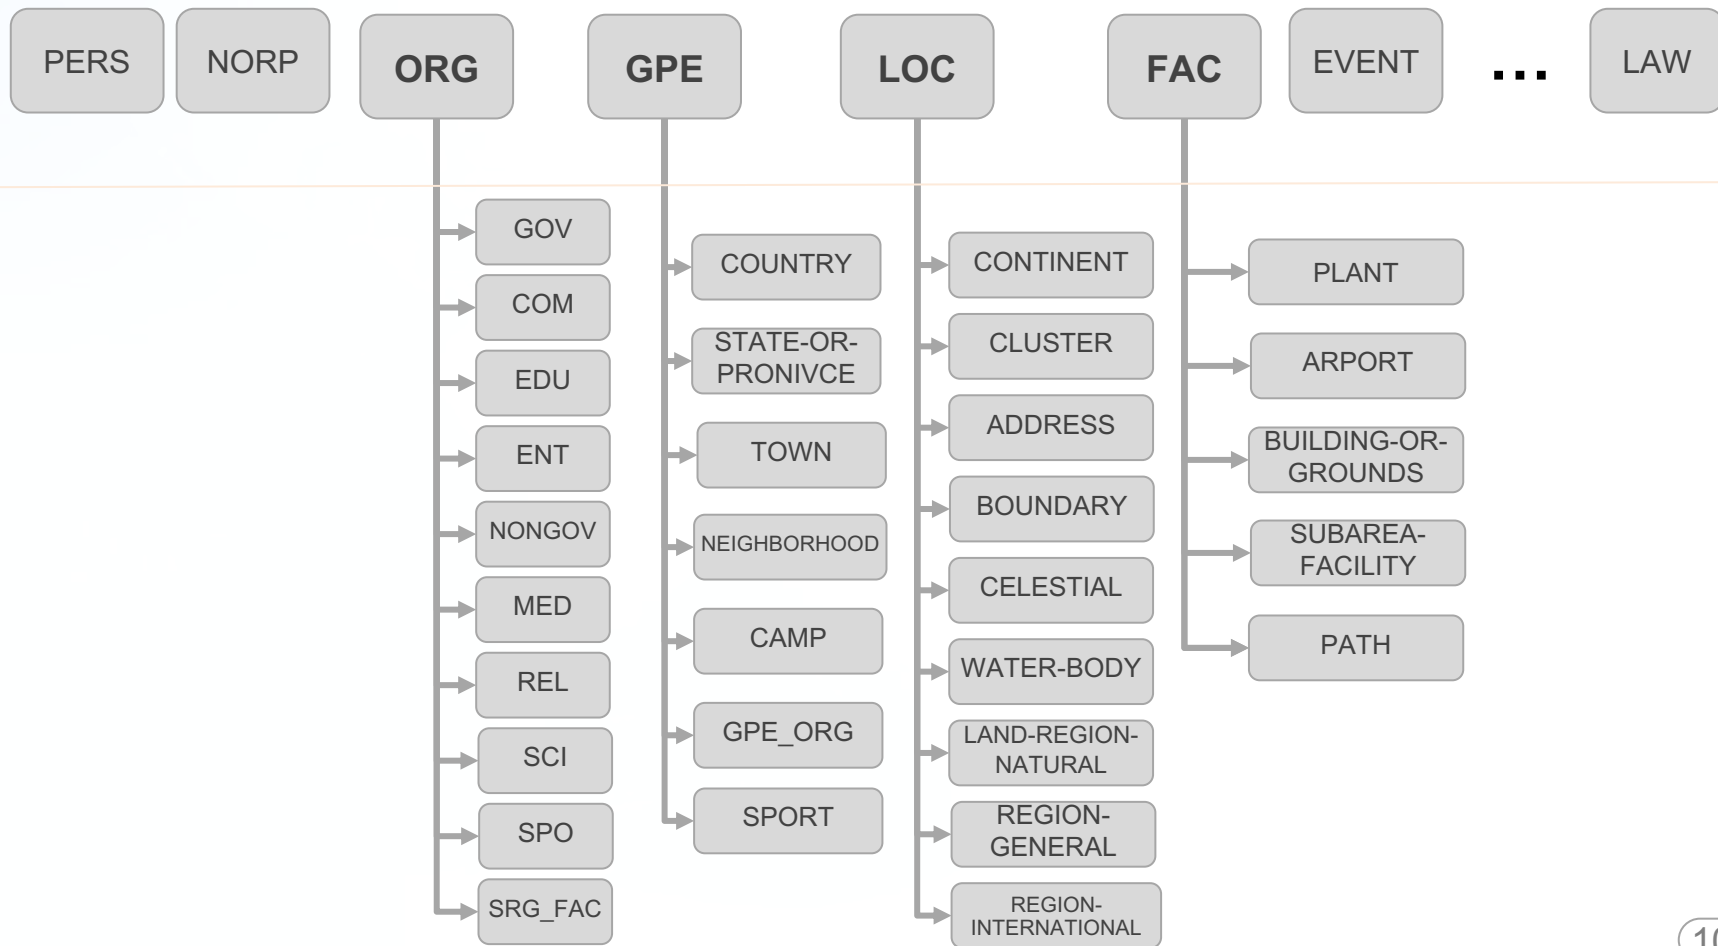 PERS
NORP
ORG
GPE
LOC
FAC
EVENT
...
LAW
GOV
COM
EDU
ENT
NONGOV
MED
REL
SCI
SPO
SRG_FAC
COUNTRY
STATE-OR-
PRONIVCE
TOWN
NEIGHBORHOOD
CAMP
GPE_ORG
SPORT
CONTINENT
CLUSTER
ADDRESS
BOUNDARY
CELESTIAL
WATER-BODY
LAND-REGION-
NATURAL
REGION-
GENERAL
REGION-
INTERNATIONAL
PLANT
ARPORT
BUILDING-OR-
GROUNDS
SUBAREA-
FACILITY
PATH